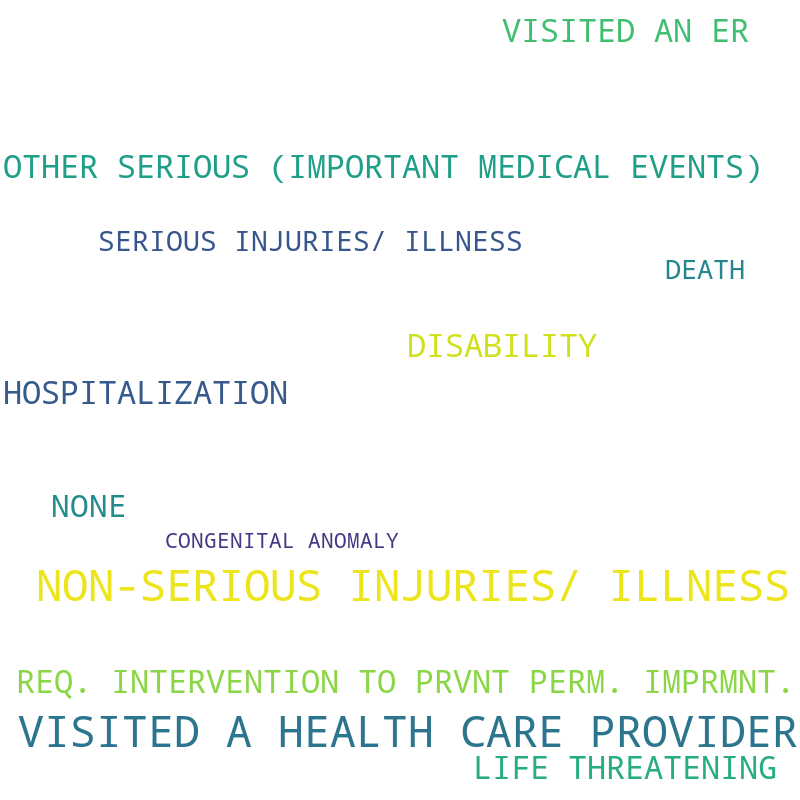 VISITED AN ER
OTHER SERIOUS (IMPORTANT MEDICAL EVENTS)
SERIOUS INJURIES/ ILLNESS
DEATH
DISABILITY
HOSPITALIZATION
NONE
CONGENITAL ANOMALY
NON-SERIOUS INJURIES/ ILLNESS
REQ. INTERVENTION TO PRVNT PERM. IMPRMNT.
VISITED A HEALTH CARE PROVIDER
LIFE THREATENING